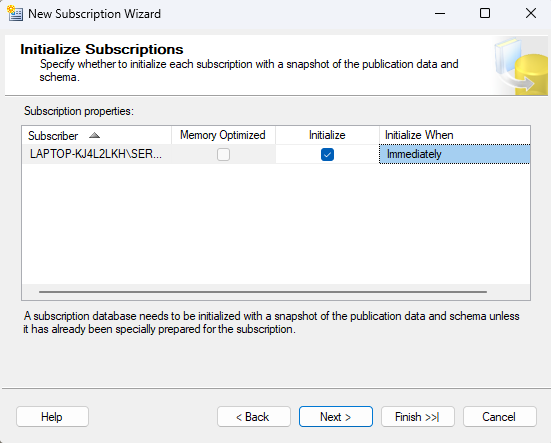 New Subscription Wizard
Initialize Subscriptions
Specify whether to initialize each subscription with a snapshot of the publication data and
schema.
Subscription properties:
Subscriber Memory Optimized Initialize Initialize When
LAPTOP-KJ4L2LKH\SER... Immediately
A subscription database needs to be initialized with a snapshot of the publication data and schema unless
it has already been specially prepared for the subscription.
Help < Back Next > Finish >>| Cancel